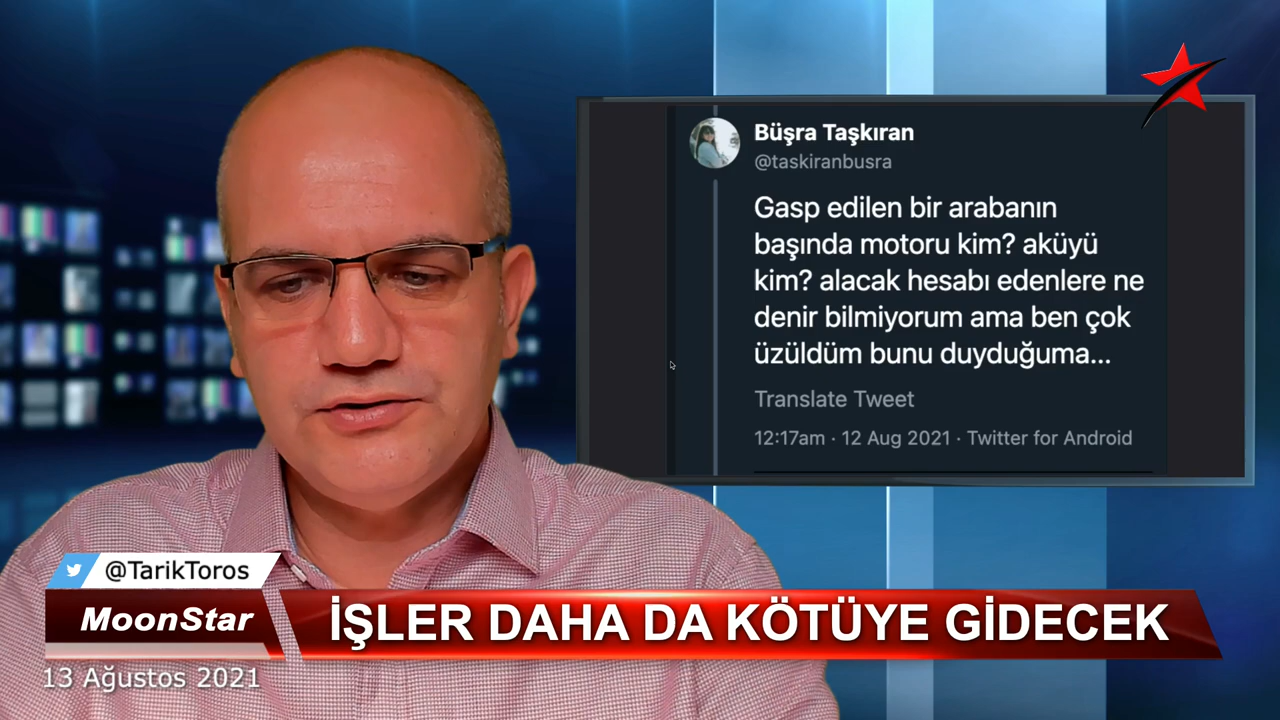 Büşra Taşkıran
@taskiranbusra
Gasp edilen bir arabanın
başında motoru kim? aküyü
kim? alacak hesabı edenlere ne
denir bilmiyorum ama ben çok
üzüldüm bunu duyduğuma...
Translate Tweet
12:17am · 12 Aug 2021 · Twitter for Android
@TarikToros
MoonStar
İŞLER DAHA DA KÖTÜYE GİDECEK
13 Ağustos 2021